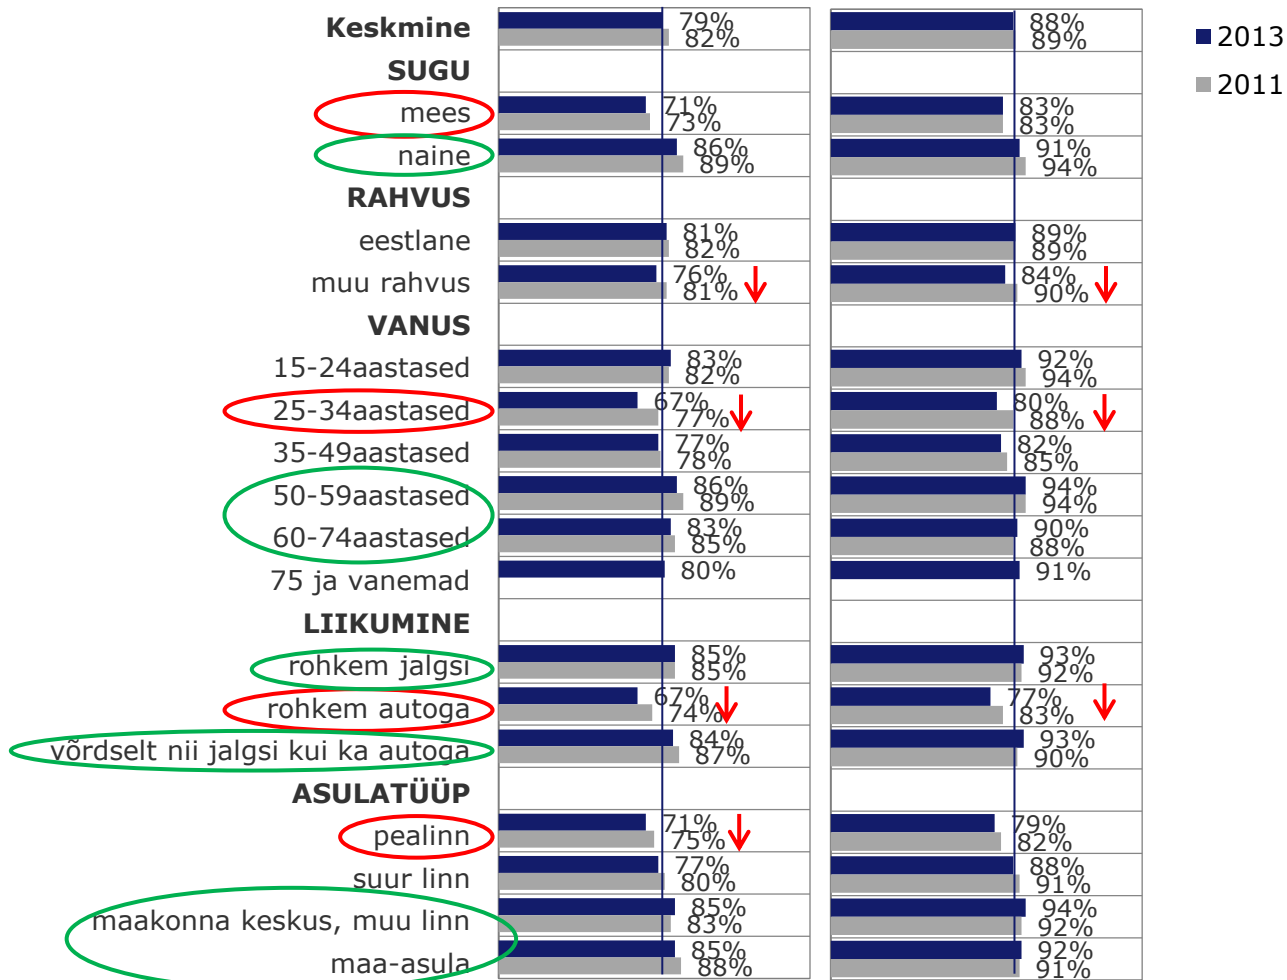 Keskmine 79% 88%
82% 89%
2013
SUGU
2011
mees 71% 83%
73% 83%
naine 86% 91%
89% 94%
RAHVUS
eestlane 81% 89%
82% 89%
muu rahvus 76% 84%
81% 90%
VANUS
15-24aastased 83% 92%
82% 94%
25-34aastased 67% 80%
77% 88%
35-49aastased 77% 82%
78% 85%
50-59aastased 86% 94%
89% 94%
60-74aastased 83% 90%
85% 88%
75 ja vanemad 80% 91%
LIIKUMINE
rohkem jalgsi 85% 93%
85% 92%
rohkem autoga 67% 77%
74% 83%
võrdselt nii jalgsi kui ka autoga 84% 93%
87% 90%
ASULATÜÜP
pealinn 71% 79%
75% 82%
suur linn 77% 88%
80% 91%
maakonna keskus, muu linn 85% 94%
83% 92%
maa-asula 85% 92%
88% 91%